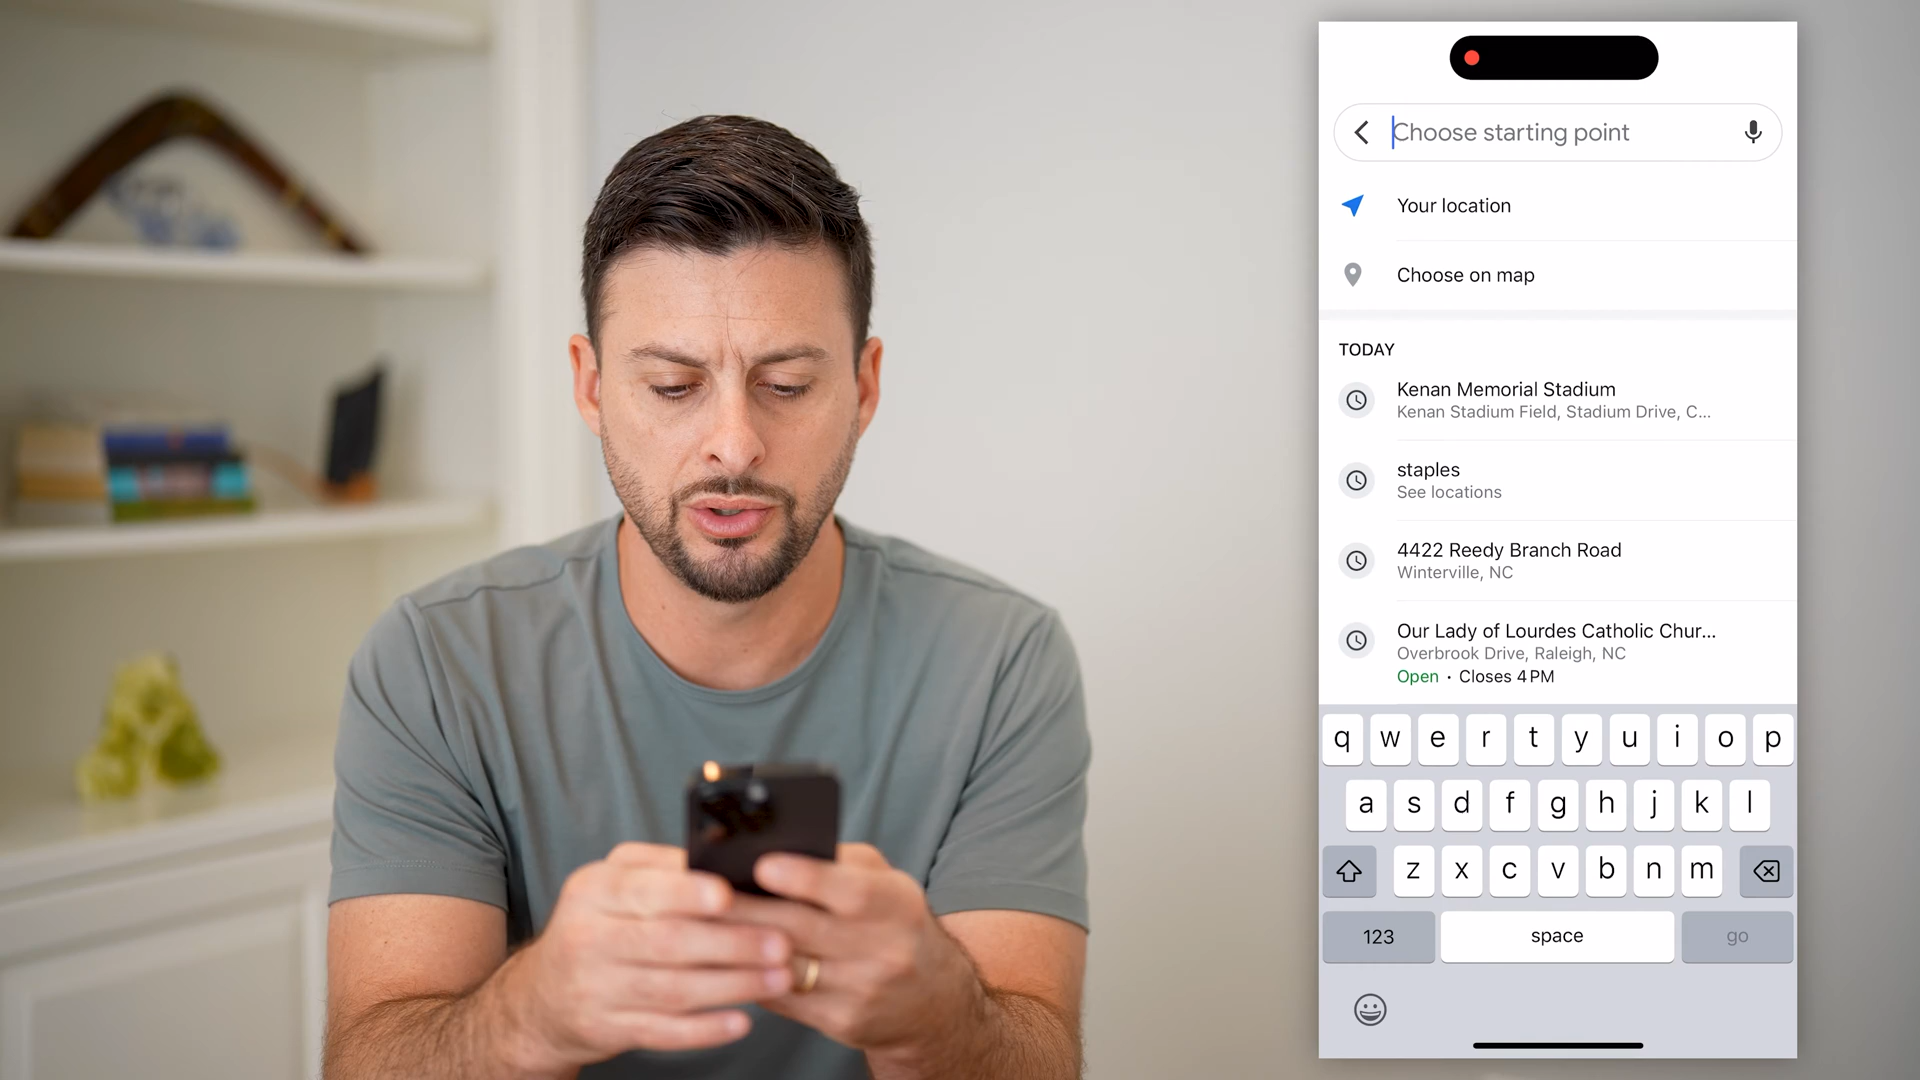 Choose starting point
Your location
Choose on map
TODAY
Kenan Memorial Stadium
Kenan Stadium Field, Stadium Drive, C...
staples
See locations
4422 Reedy Branch Road
Winterville, NC
Our Lady of Lourdes Catholic Chur...
Overbrook Drive, Raleigh, NC
Open · Closes 4 PM
q w e r t y u i o p
a s d f g h j k l
z x c v b n m
123 space go